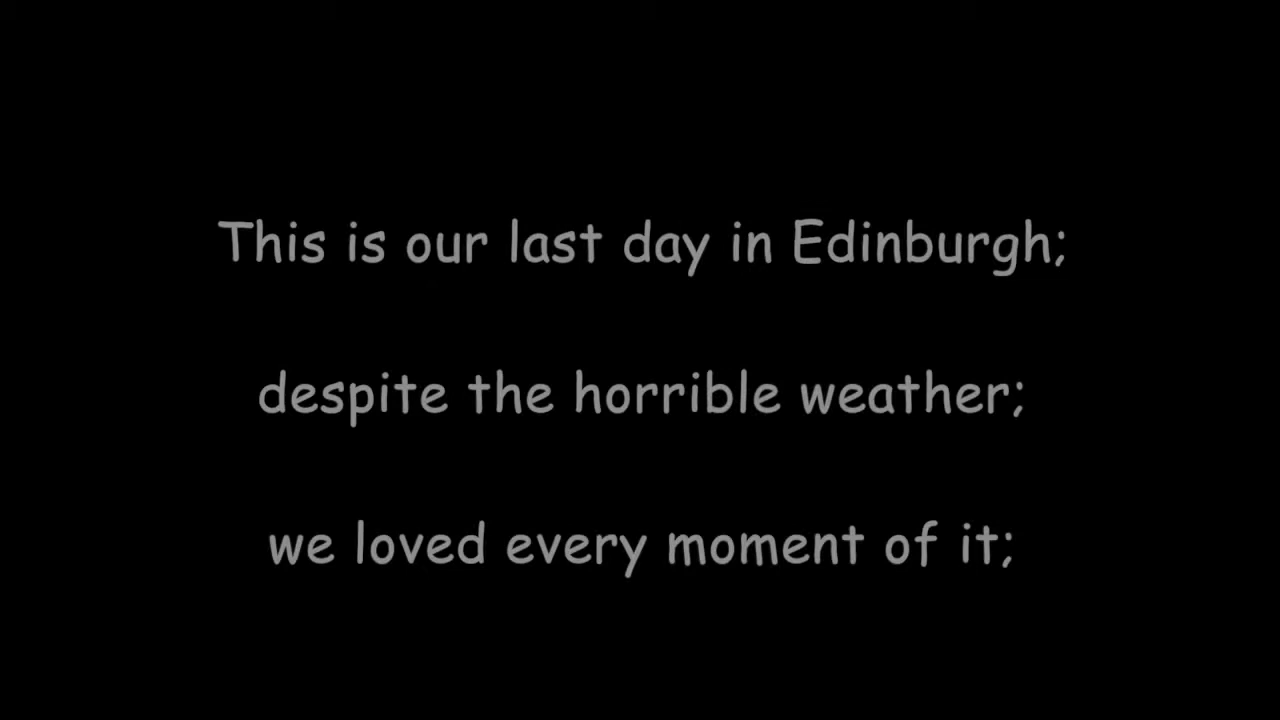 This is our last day in Edinburgh;
despite the horrible weather;
we loved every moment of it;